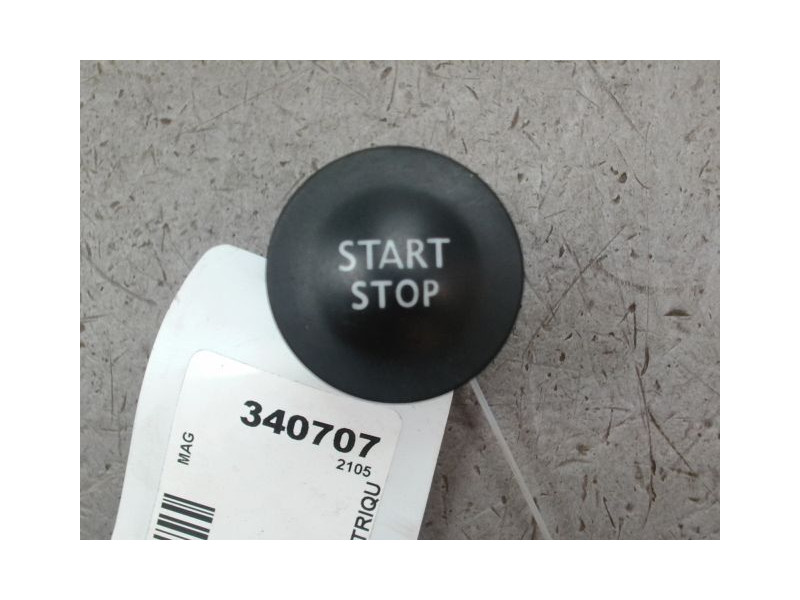 START
STOP
340707
2105
MAG
TRIQU